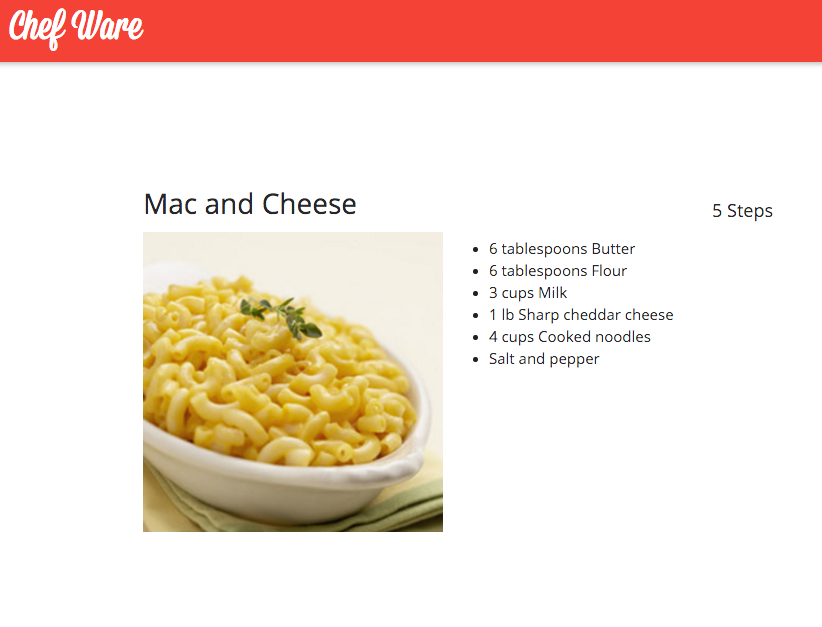 Chef Ware
Mac and Cheese
5 Steps
6 tablespoons Butter
6 tablespoons Flour
3 cups Milk
1 lb Sharp cheddar cheese
4 cups Cooked noodles
Salt and pepper